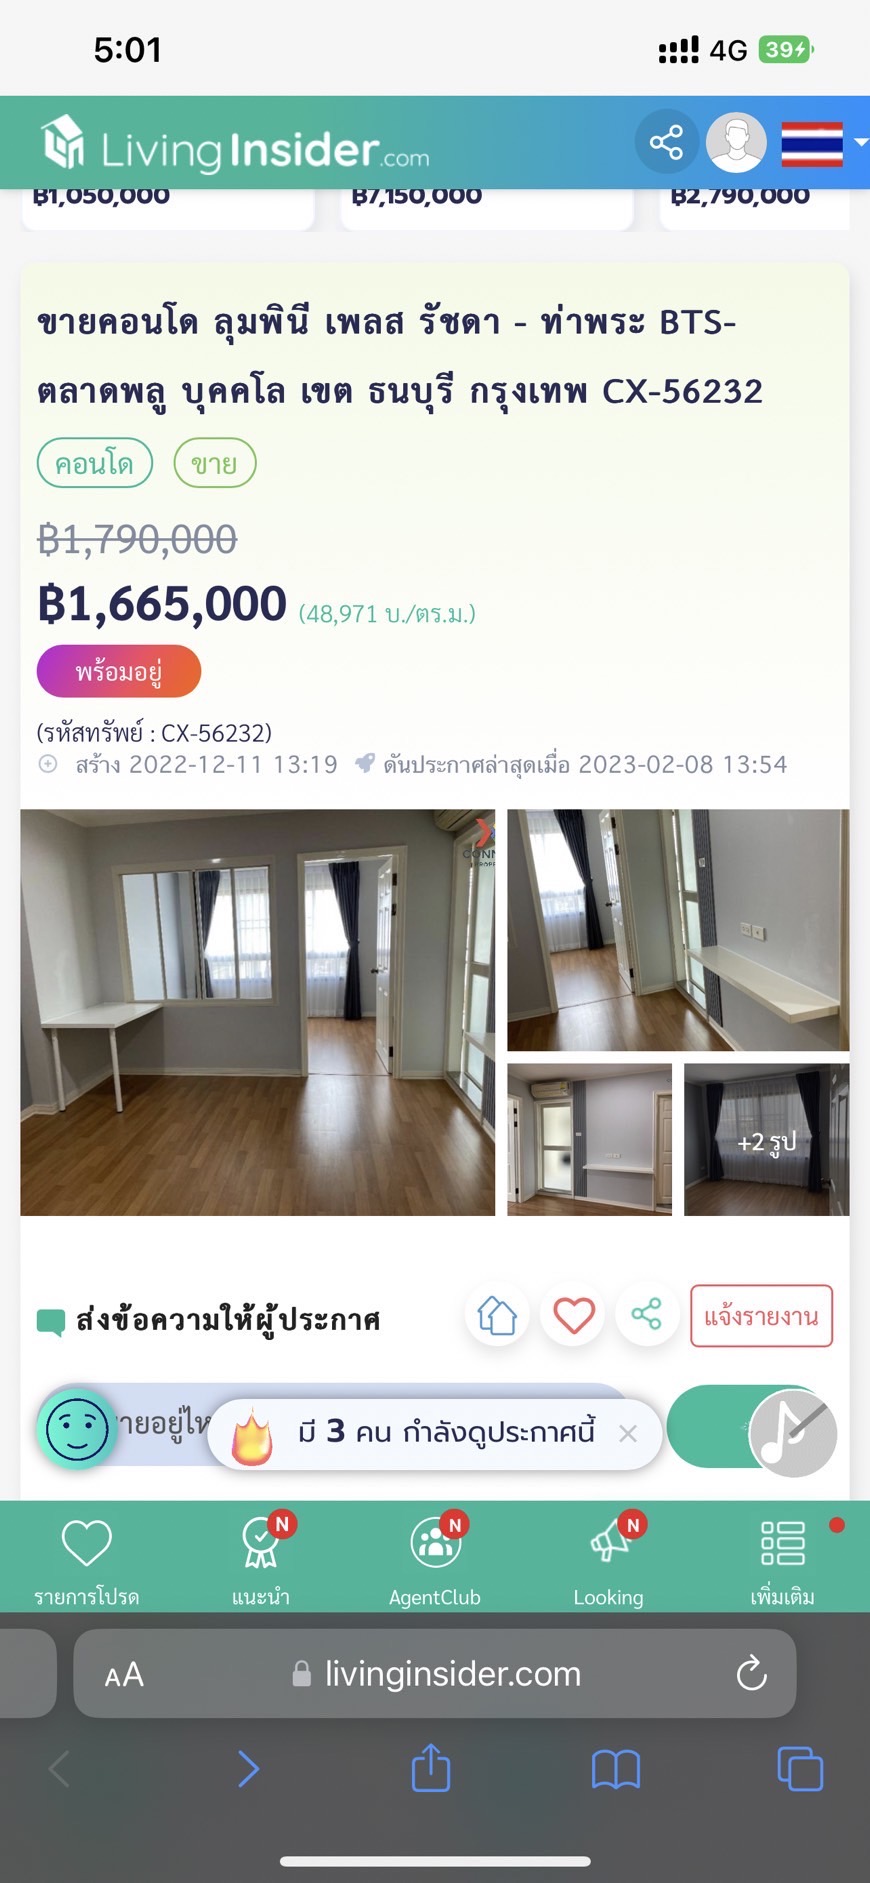 5:01
4G 39
LivingInsider.com
฿1,050,000 ฿7,150,000 ฿2,790,000
ขายคอนโด ลุมพินี เพลส รัชดา - ท่าพระ BTS-
ตลาดพลู บุคคโล เขต ธนบุรี กรุงเทพ CX-56232
คอนโด ขาย
฿1,790,000
฿1,665,000 (48,971 บ./ตร.ม.)
พร้อมอยู่
(รหัสทรัพย์ : CX-56232)
สร้าง 2022-12-11 13:19 ดันประกาศล่าสุดเมื่อ 2023-02-08 13:54
+2 รูป
ส่งข้อความให้ผู้ประกาศ แจ้งรายงาน
มี 3 คน กำลังดูประกาศนี้
N N N
รายการโปรด แนะนำ AgentClub Looking เพิ่มเติม
AA livinginsider.com